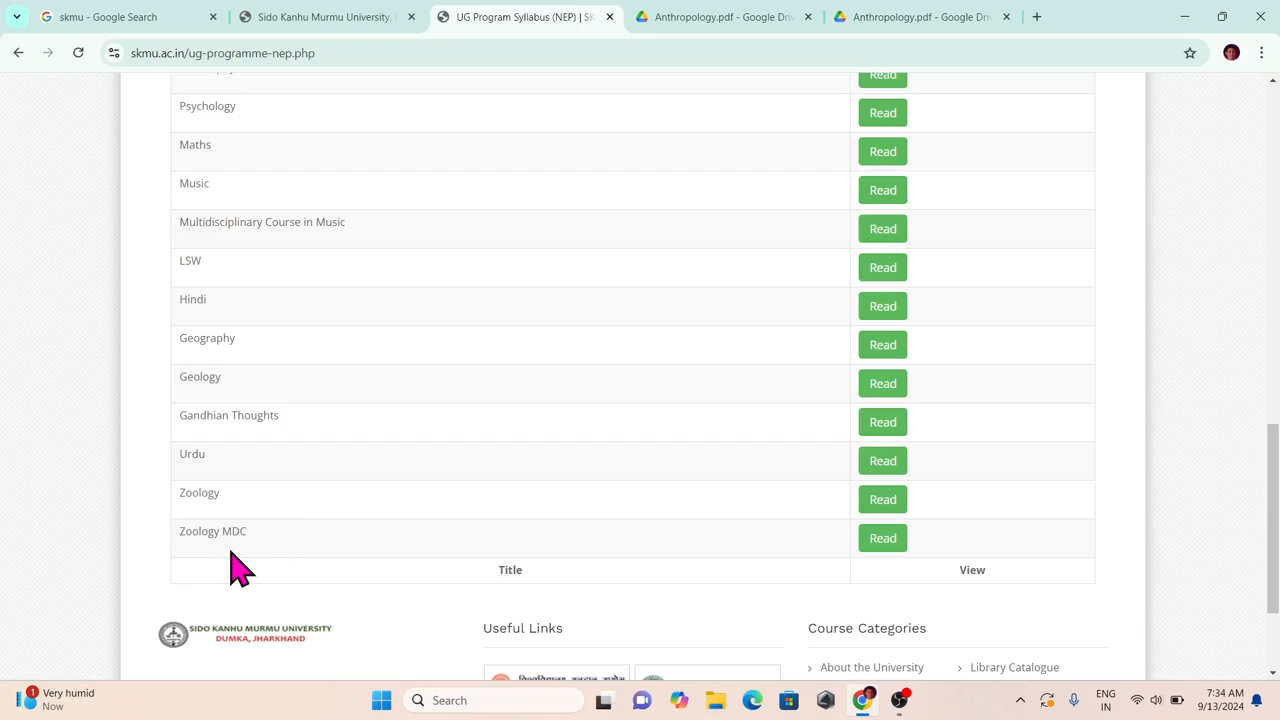 skmu - Google Search
Sido Kanhu Murmu University,
UG Program Syllabus (NEP) | SK
Anthropology.pdf - Google Driv
Anthropology.pdf - Google Driv
skmu.ac.in/ug-programme-nep.php
Read
Psychology Read
Maths Read
Music Read
Multidisciplinary Course in Music Read
LSW Read
Hindi Read
Geography Read
Geology Read
Gandhian Thoughts Read
Urdu Read
Zoology Read
Zoology MDC Read
Title View
SIDO KANHU MURMU UNIVERSITY
DUMKA, JHARKHAND
Useful Links
Course Categories
About the University
Library Catalogue
1
Very humid
Now
Search
ENG
IN
7:34 AM
9/13/2024